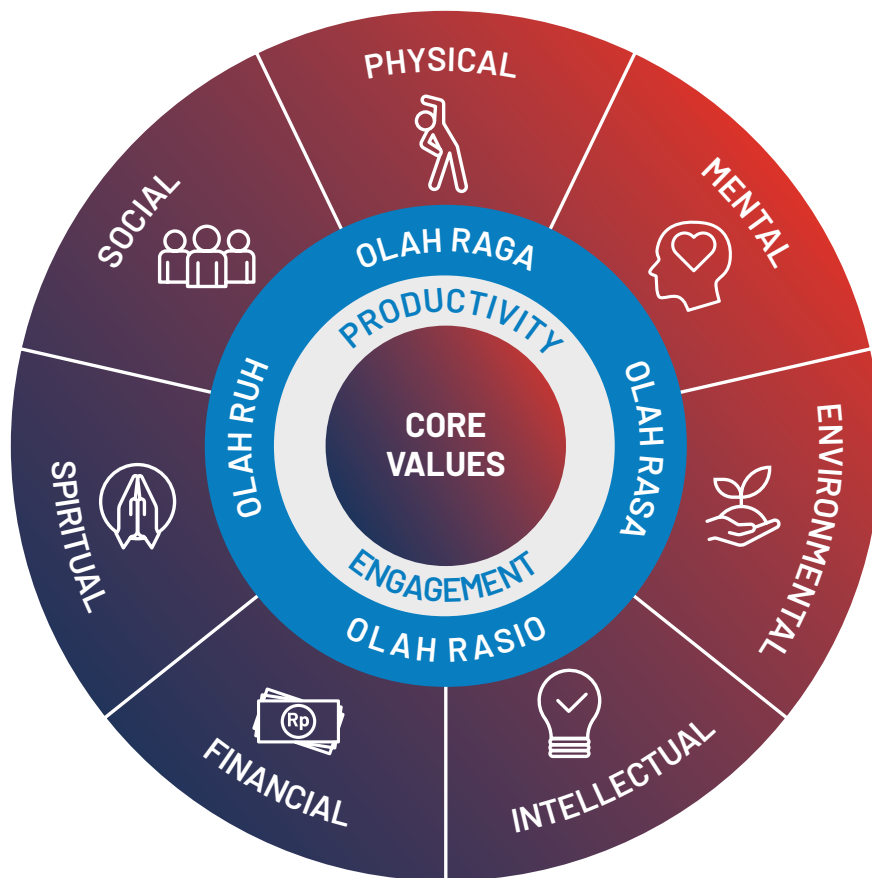 PHYSICAL
MENTAL
ENVIRONMENTAL
INTELLECTUAL
FINANCIAL
Rp
SPIRITUAL
SOCIAL
OLAH RAGA
OLAH RASA
OLAH RASIO
OLAH RUH
PRODUCTIVITY
ENGAGEMENT
CORE
VALUES